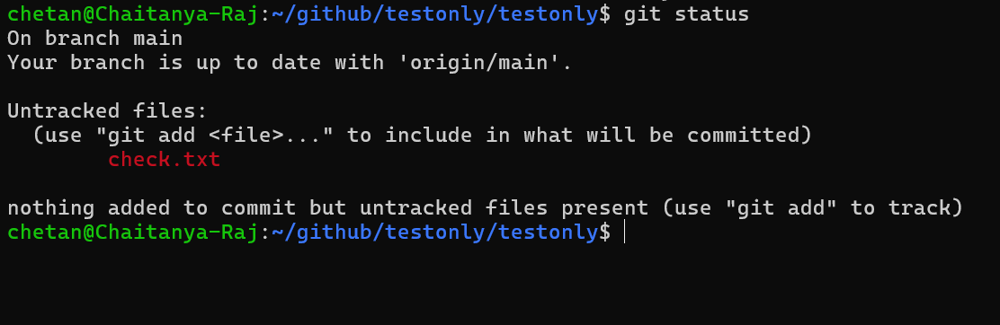 chetan@Chaitanya-Raj:~/github/testonly/testonly$ git status
On branch main
Your branch is up to date with 'origin/main'.
Untracked files:
(use "git add <file>..." to include in what will be committed)
check.txt
nothing added to commit but untracked files present (use "git add" to track)
chetan@Chaitanya-Raj:~/github/testonly/testonly$